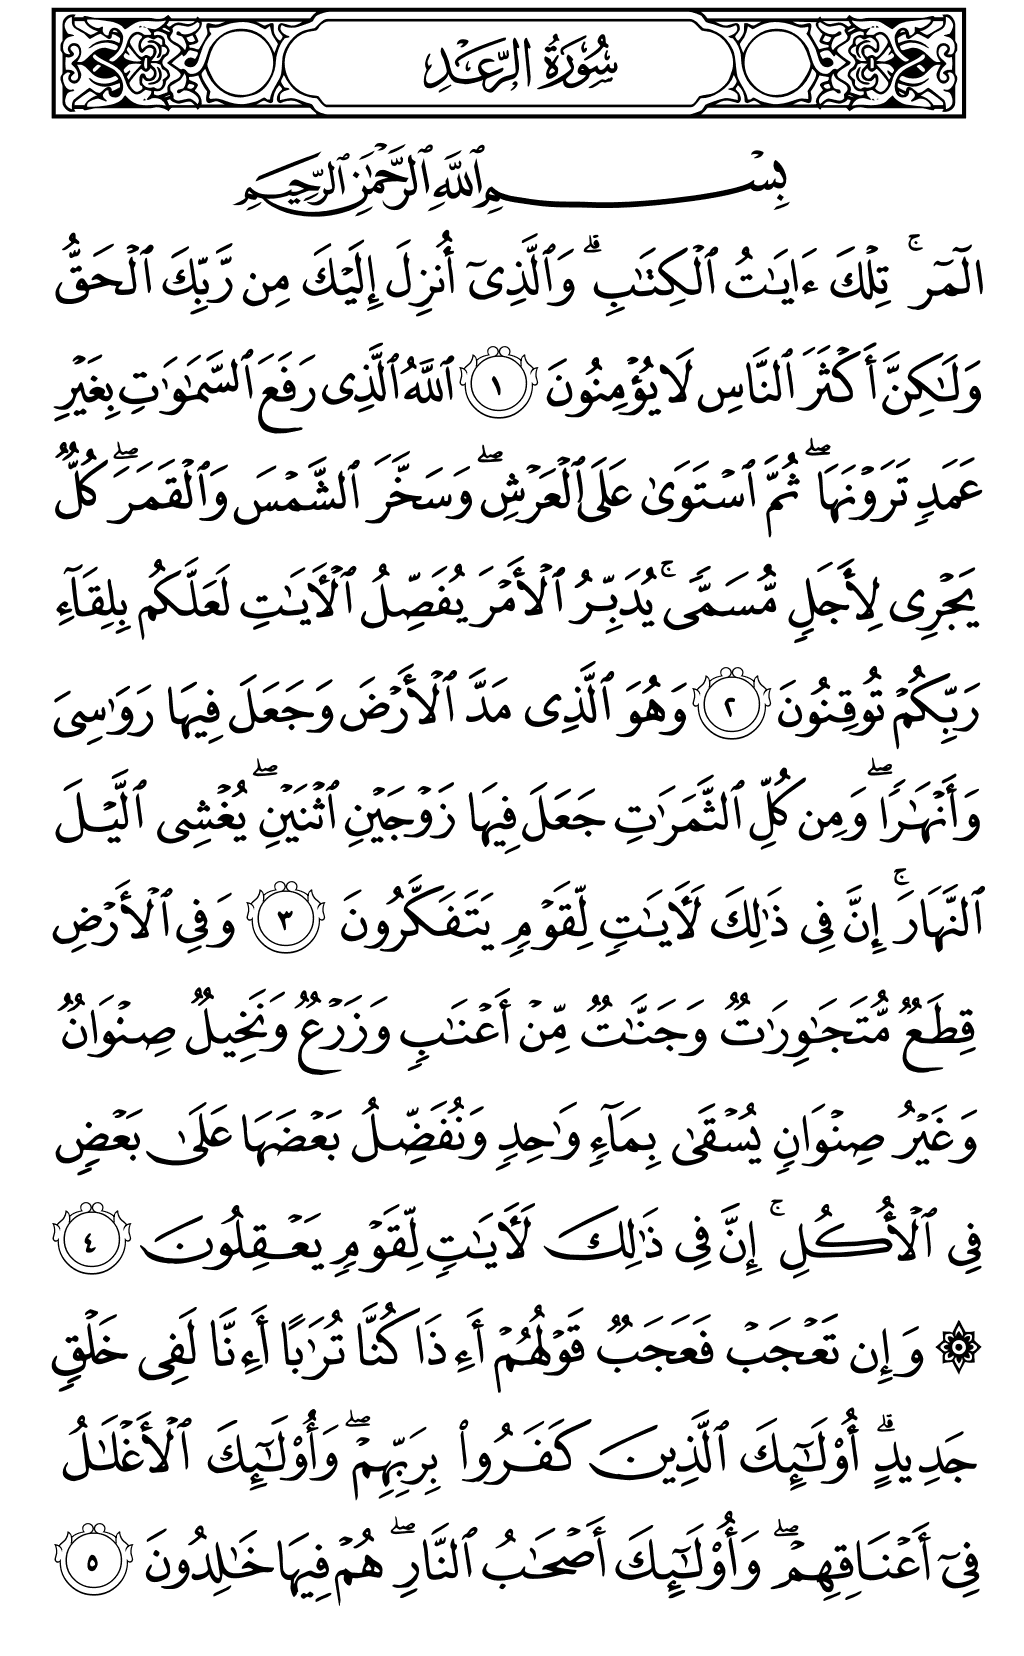 سُورَةُ الرَّعْدِ
بِسْمِ ٱللَّهِ ٱلرَّحْمَٰنِ ٱلرَّحِيمِ
الٓمٓرۚ تِلْكَ ءَايَٰتُ ٱلْكِتَٰبِۗ وَٱلَّذِىٓ أُنزِلَ إِلَيْكَ مِن رَّبِّكَ ٱلْحَقُّ
وَلَٰكِنَّ أَكْثَرَ ٱلنَّاسِ لَا يُؤْمِنُونَ ١ ٱللَّهُ ٱلَّذِى رَفَعَ ٱلسَّمَٰوَٰتِ بِغَيْرِ
عَمَدٍ تَرَوْنَهَاۖ ثُمَّ ٱسْتَوَىٰ عَلَى ٱلْعَرْشِۖ وَسَخَّرَ ٱلشَّمْسَ وَٱلْقَمَرَۖ كُلٌّ
يَجْرِى لِأَجَلٍ مُّسَمًّىۚ يُدَبِّرُ ٱلْأَمْرَ يُفَصِّلُ ٱلْأَيَٰتِ لَعَلَّكُم بِلِقَآءِ
رَبِّكُمْ تُوقِنُونَ ٢ وَهُوَ ٱلَّذِى مَدَّ ٱلْأَرْضَ وَجَعَلَ فِيهَا رَوَٰسِىَ
وَأَنْهَٰرًاۖ وَمِن كُلِّ ٱلثَّمَرَٰتِ جَعَلَ فِيهَا زَوْجَيْنِ ٱثْنَيْنِۖ يُغْشِى ٱلَّيْلَ
ٱلنَّهَارَۚ إِنَّ فِى ذَٰلِكَ لَأَيَٰتٍ لِّقَوْمٍ يَتَفَكَّرُونَ ٣ وَفِى ٱلْأَرْضِ
قِطَعٌ مُّتَجَٰوِرَٰتٌ وَجَنَّٰتٌ مِّنْ أَعْنَٰبٍ وَزَرْعٌ وَنَخِيلٌ صِنْوَانٌ
وَغَيْرُ صِنْوَانٍ يُسْقَىٰ بِمَآءٍ وَٰحِدٍ وَنُفَضِّلُ بَعْضَهَا عَلَىٰ بَعْضٍ
فِى ٱلْأُكُلِۚ إِنَّ فِى ذَٰلِكَ لَأَيَٰتٍ لِّقَوْمٍ يَعْقِلُونَ ٤
۞ وَإِن تَعْجَبْ فَعَجَبٌ قَوْلُهُمْ أَءِذَا كُنَّا تُرَٰبًا أَءِنَّا لَفِى خَلْقٍ
جَدِيدٍۗ أُو۟لَٰٓئِكَ ٱلَّذِينَ كَفَرُوا۟ بِرَبِّهِمْۖ وَأُو۟لَٰٓئِكَ ٱلْأَغْلَٰلُ
فِىٓ أَعْنَاقِهِمْۖ وَأُو۟لَٰٓئِكَ أَصْحَٰبُ ٱلنَّارِۖ هُمْ فِيهَا خَٰلِدُونَ ٥